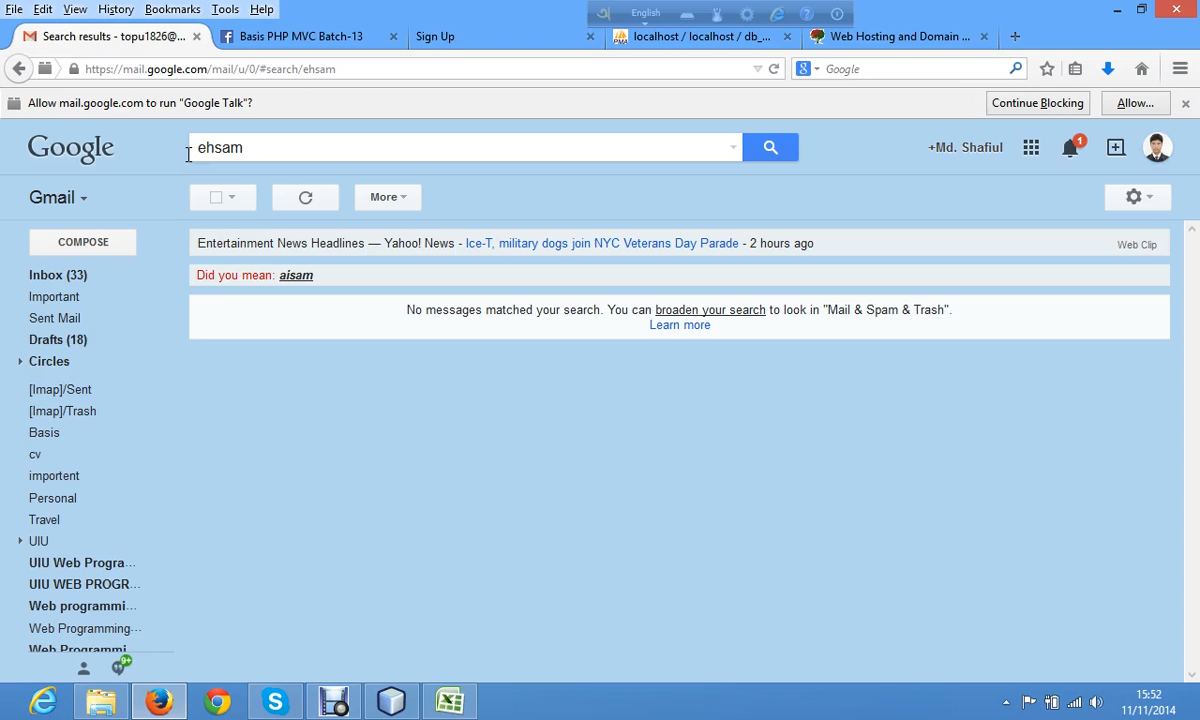 File Edit View History Bookmarks Tools Help
English
Search results - topu1826@...
Basis PHP MVC Batch-13
Sign Up
localhost / localhost / db_...
Web Hosting and Domain ...
https://mail.google.com/mail/u/0/#search/ehsam
Google
Allow mail.google.com to run "Google Talk"?
Continue Blocking
Allow...
Google
ehsam
+Md. Shafiul
1
Gmail
More
COMPOSE
Entertainment News Headlines — Yahoo! News - Ice-T, military dogs join NYC Veterans Day Parade - 2 hours ago
Web Clip
Did you mean: aisam
No messages matched your search. You can broaden your search to look in "Mail & Spam & Trash".
Learn more
Inbox (33)
Important
Sent Mail
Drafts (18)
Circles
[Imap]/Sent
[Imap]/Trash
Basis
cv
importent
Personal
Travel
UIU
UIU Web Progra...
UIU WEB PROGR...
Web programmi...
Web Programming...
Web Programmi...
9+
15:52
11/11/2014